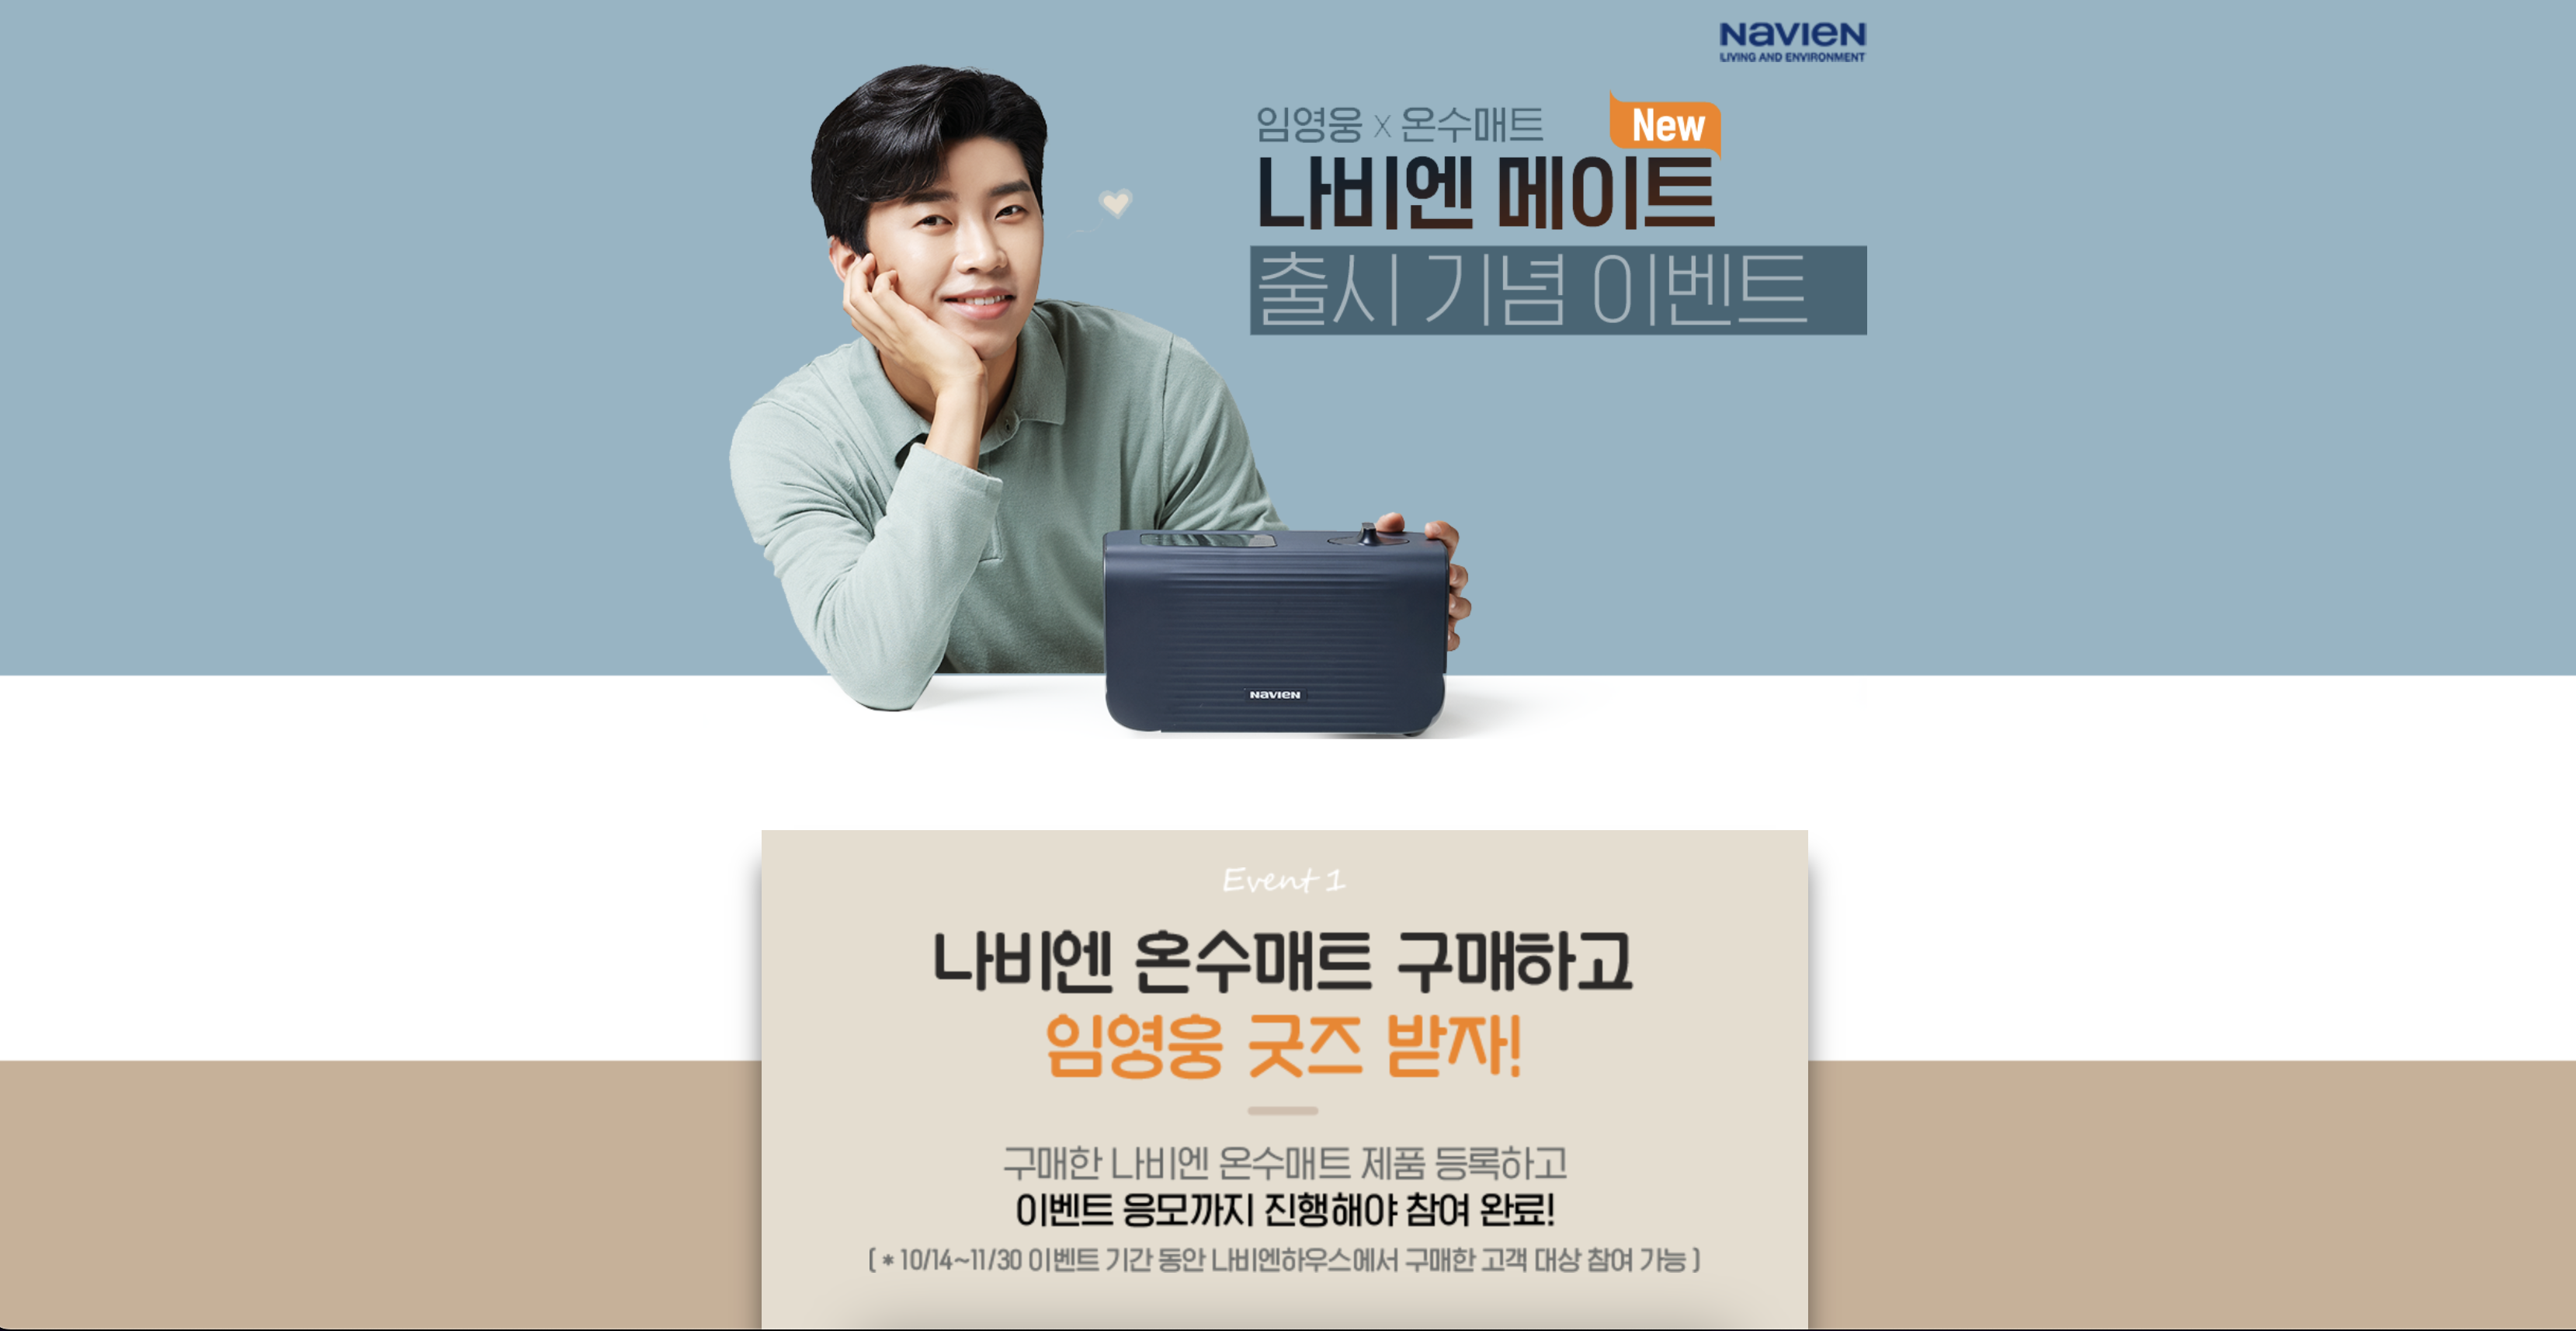 NAVIEN
LIVING AND ENVIRONMENT
임영웅 X 온수매트
New
나비엔 메이트
출시 기념 이벤트
NAVIEN
Event 1
나비엔 온수매트 구매하고
임영웅 굿즈 받자!
구매한 나비엔 온수매트 제품 등록하고
이벤트 응모까지 진행해야 참여 완료!
( * 10/14~11/30 이벤트 기간 동안 나비엔하우스에서 구매한 고객 대상 참여 가능 )